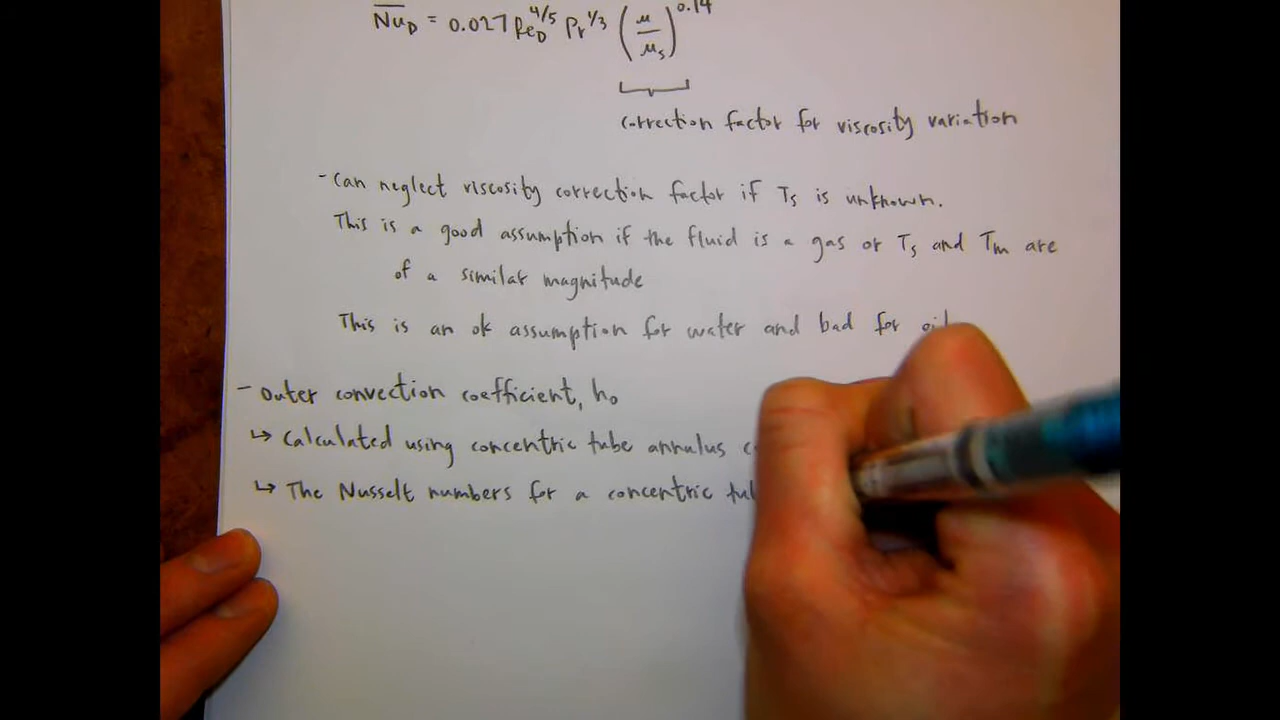 N̅u̅_D = 0.027 Re_D^4/5 Pr^1/3 (μ/μ_s)^0.14
correction factor for viscosity variation
- Can neglect viscosity correction factor if Ts is unknown.
This is a good assumption if the fluid is a gas or Ts and Tm are
of a similar magnitude
This is an ok assumption for water and bad for
- Outer convection coefficient, ho
↳ Calculated using concentric tube annulus
↳ The Nusselt numbers for a concentric